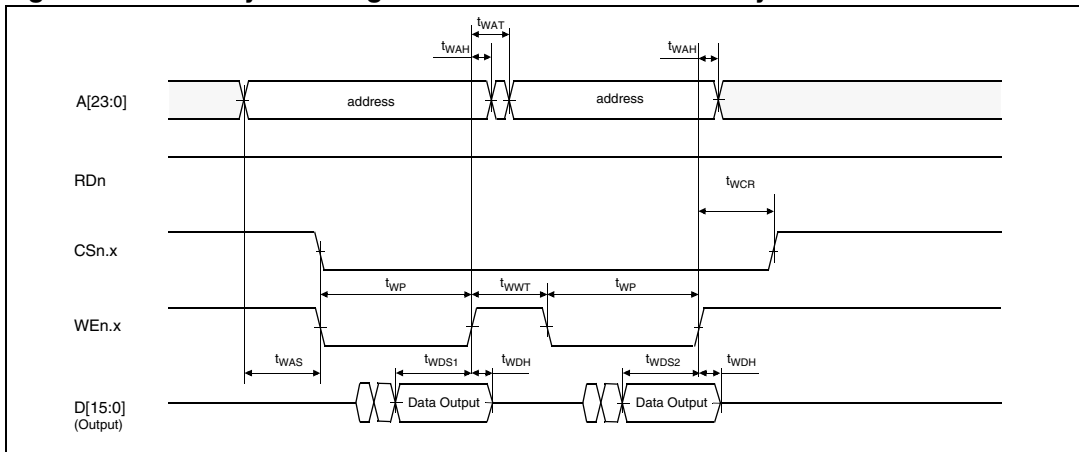 tWAT
tWAH
tWAH
A[23:0]
address
address
RDn
tWCR
CSn.x
tWP
tWWT
tWP
WEn.x
tWAS
tWDS1
tWDH
tWDS2
tWDH
D[15:0]
(Output)
Data Output
Data Output